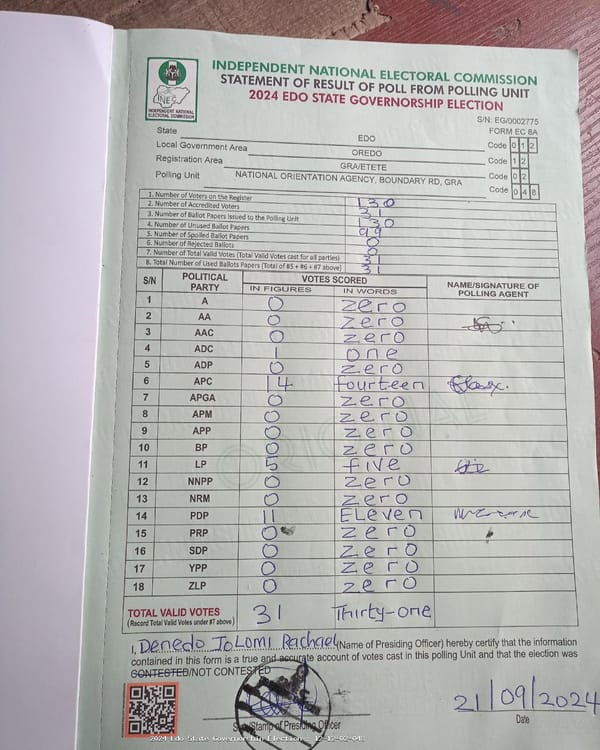 INDEPENDENT NATIONAL ELECTORAL COMMISSION
STATEMENT OF RESULT OF POLL FROM POLLING UNIT
2024 EDO STATE GOVERNORSHIP ELECTION
INEC
INDEPENDENT NATIONAL ELECTORAL COMMISSION
S/N: EG/0002775
FORM EC 8A
State EDO Code 0 1 2
Local Government Area OREDO Code 1 2
Registration Area GRA/ETETE Code 0 2
Polling Unit NATIONAL ORIENTATION AGENCY, BOUNDARY RD, GRA Code 0 4 8
1. Number of Voters on the Register 130
2. Number of Accredited Voters 31
3. Number of Ballot Papers Issued to the Polling Unit 130
4. Number of Unused Ballot Papers 99
5. Number of Spoiled Ballot Papers 0
6. Number of Rejected Ballots 0
7. Number of Total Valid Votes (Total Valid Votes cast for all parties) 31
8. Total Number of Used Ballots Papers (Total of #5 + #6 + #7 above) 31
S/N POLITICAL PARTY VOTES SCORED NAME/SIGNATURE OF POLLING AGENT
IN FIGURES IN WORDS
1 A 0 zero
2 AA 0 zero
3 AAC 0 zero
4 ADC 1 one
5 ADP 0 zero
6 APC 14 fourteen
7 APGA 0 zero
8 APM 0 zero
9 APP 0 zero
10 BP 0 zero
11 LP 5 five
12 NNPP 0 zero
13 NRM 0 zero
14 PDP 11 ELeven
15 PRP 0 zero
16 SDP 0 zero
17 YPP 0 zero
18 ZLP 0 zero
TOTAL VALID VOTES 31 Thirty-one
(Record Total Valid Votes under #7 above)
I, Denedo ToLomi Rachael (Name of Presiding Officer) hereby certify that the information
contained in this form is a true and accurate account of votes cast in this polling Unit and that the election was
CONTESTED/NOT CONTESTED
21/09/2024
Sign/Stamp of Presiding Officer Date
2024 Edo State Governorship Election - 12-12-02-048